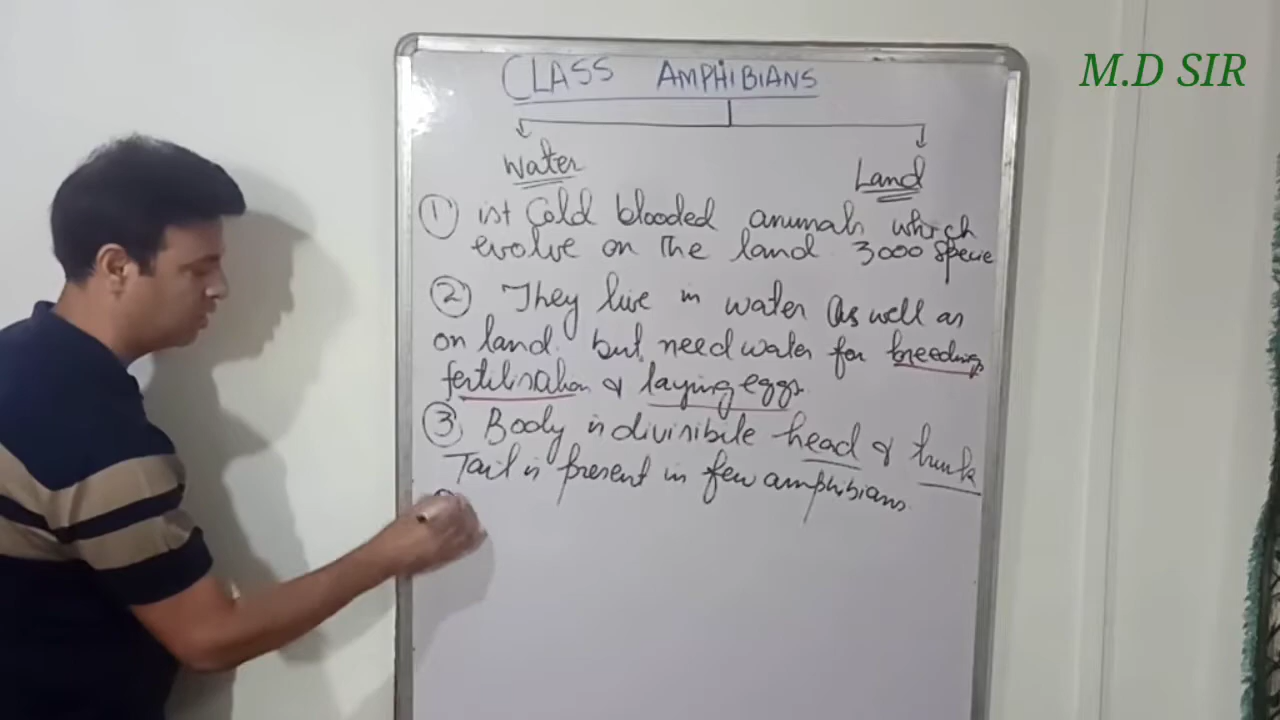 M.D SIR
CLASS AMPHIBIANS
Water
Land
① ist Cold blooded animals which
evolve on The land 3000 specie
② They live in water as well as
on land. but need water for breeding
fertilisation & laying eggs.
③ Body is divisibile head & trunk
Tail is present in few amphibians.